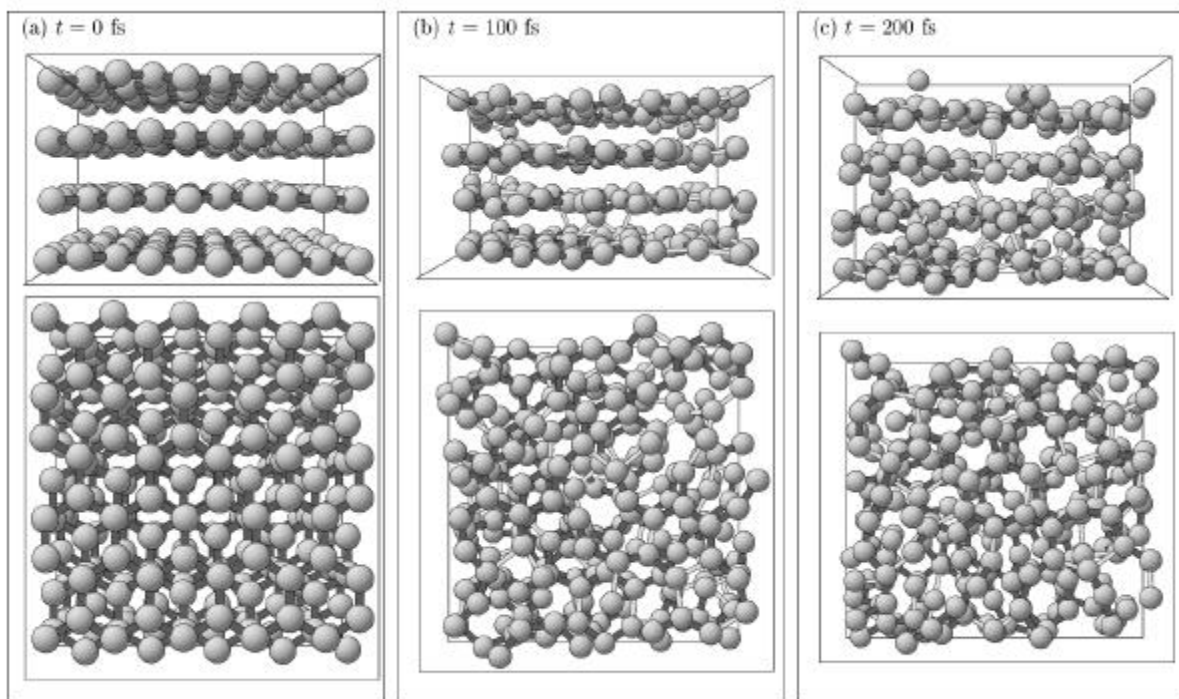 (a) t = 0 fs
(b) t = 100 fs
(c) t = 200 fs